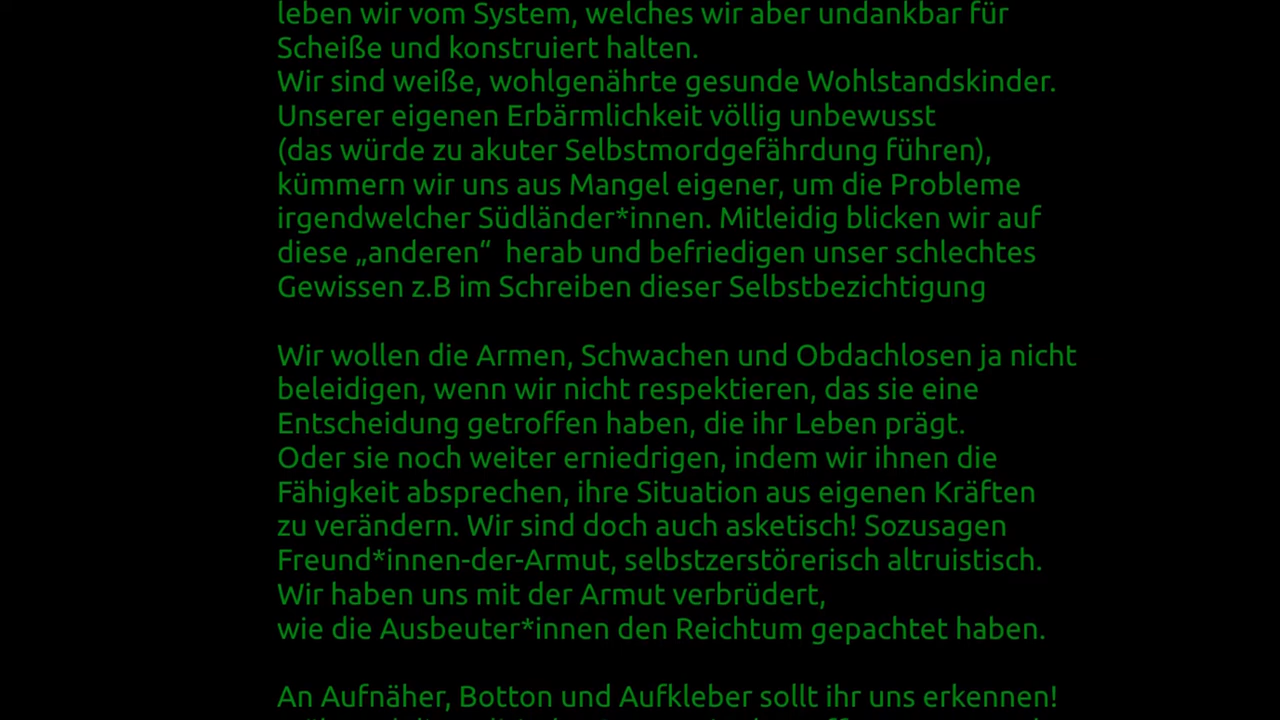 leben wir vom System, welches wir aber undankbar für
Scheiße und konstruiert halten.
Wir sind weiße, wohlgenährte gesunde Wohlstandskinder.
Unserer eigenen Erbärmlichkeit völlig unbewusst
(das würde zu akuter Selbstmordgefährdung führen),
kümmern wir uns aus Mangel eigener, um die Probleme
irgendwelcher Südländer*innen. Mitleidig blicken wir auf
diese „anderen“  herab und befriedigen unser schlechtes
Gewissen z.B im Schreiben dieser Selbstbezichtigung

Wir wollen die Armen, Schwachen und Obdachlosen ja nicht
beleidigen, wenn wir nicht respektieren, das sie eine
Entscheidung getroffen haben, die ihr Leben prägt.
Oder sie noch weiter erniedrigen, indem wir ihnen die
Fähigkeit absprechen, ihre Situation aus eigenen Kräften
zu verändern. Wir sind doch auch asketisch! Sozusagen
Freund*innen-der-Armut, selbstzerstörerisch altruistisch.
Wir haben uns mit der Armut verbrüdert,
wie die Ausbeuter*innen den Reichtum gepachtet haben.

An Aufnäher, Botton und Aufkleber sollt ihr uns erkennen!